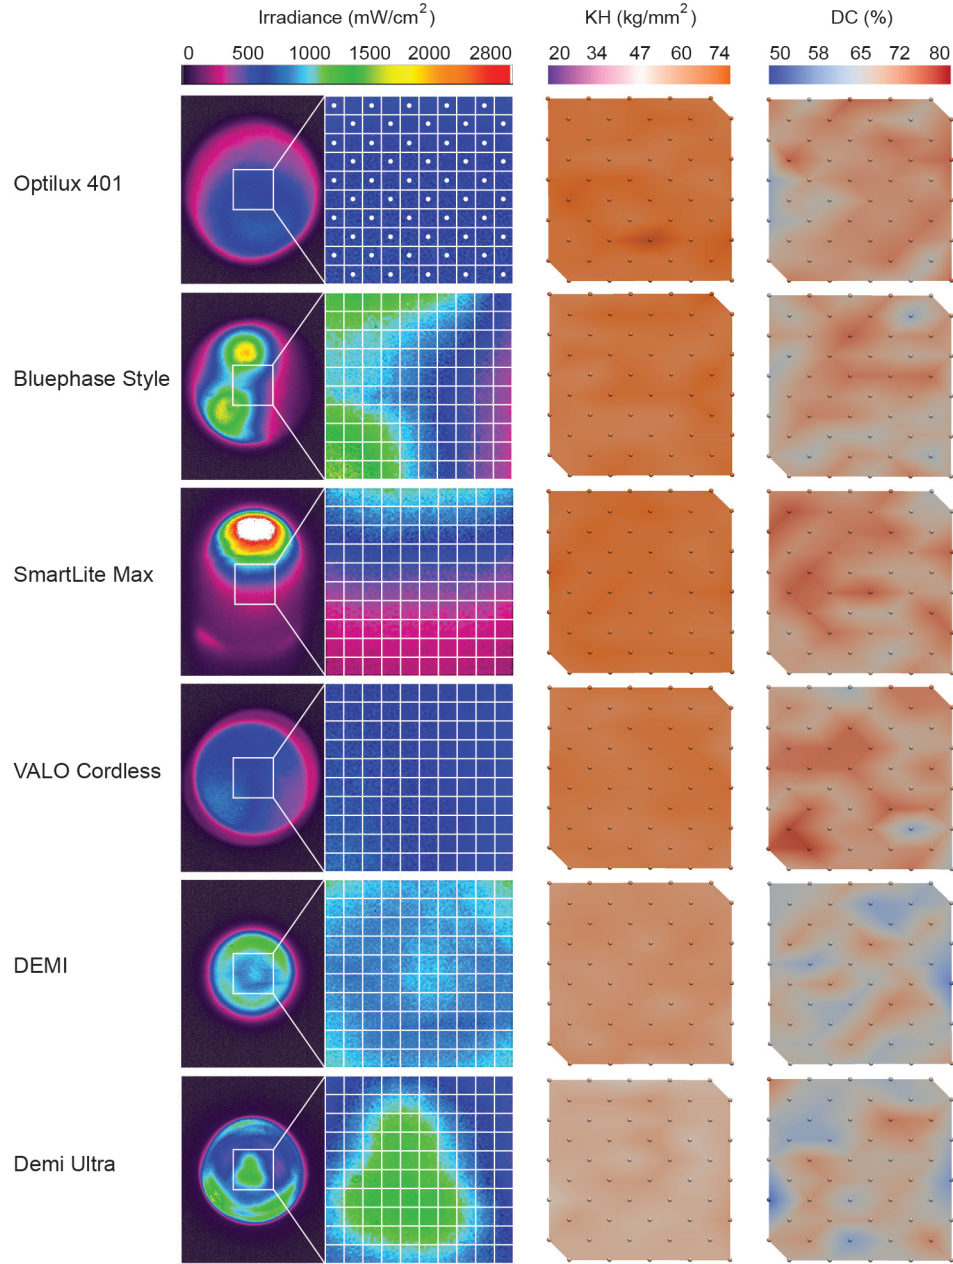 Irradiance (mW/cm2)
KH (kg/mm2)
DC (%)
0 500 1000 1500 2000 2800
20 34 47 60 74
50 58 65 72 80
Optilux 401
Bluephase Style
SmartLite Max
VALO Cordless
DEMI
Demi Ultra